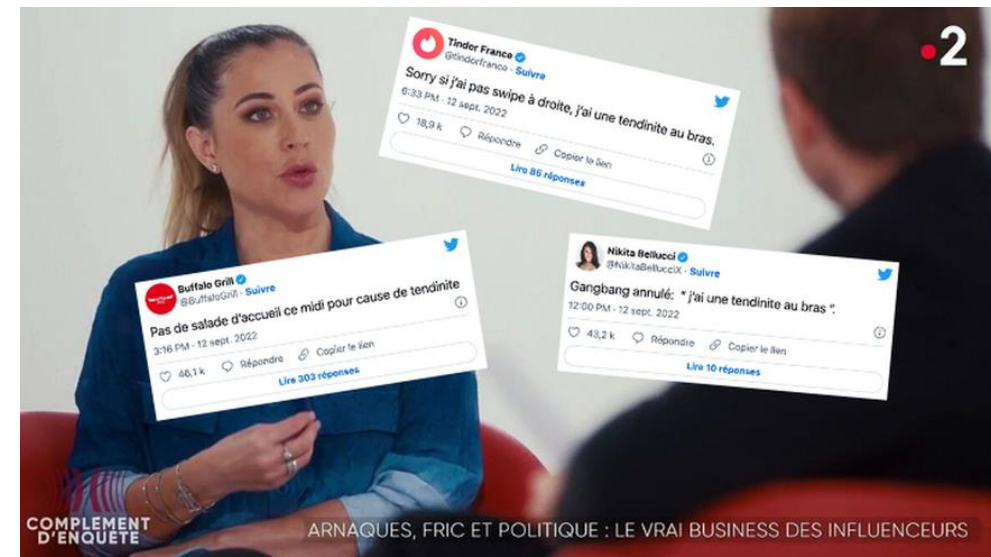 2
Tinder France
@tinderfrance · Suivre
Sorry si j'ai pas swipe à droite, j'ai une tendinite au bras.
6:33 PM · 12 sept. 2022
18,9 k Répondre Copier le lien
Lire 86 réponses
Buffalo Grill
@BuffaloGrill · Suivre
Pas de salade d'accueil ce midi pour cause de tendinite
3:16 PM · 12 sept. 2022
46,1 k Répondre Copier le lien
Lire 303 réponses
Nikita Bellucci
@NikitaBellucciX · Suivre
Gangbang annulé: “ j'ai une tendinite au bras ”.
12:00 PM · 12 sept. 2022
43,2 k Répondre Copier le lien
Lire 10 réponses
COMPLÉMENT
D'ENQUÊTE
ARNAQUES, FRIC ET POLITIQUE : LE VRAI BUSINESS DES INFLUENCEURS